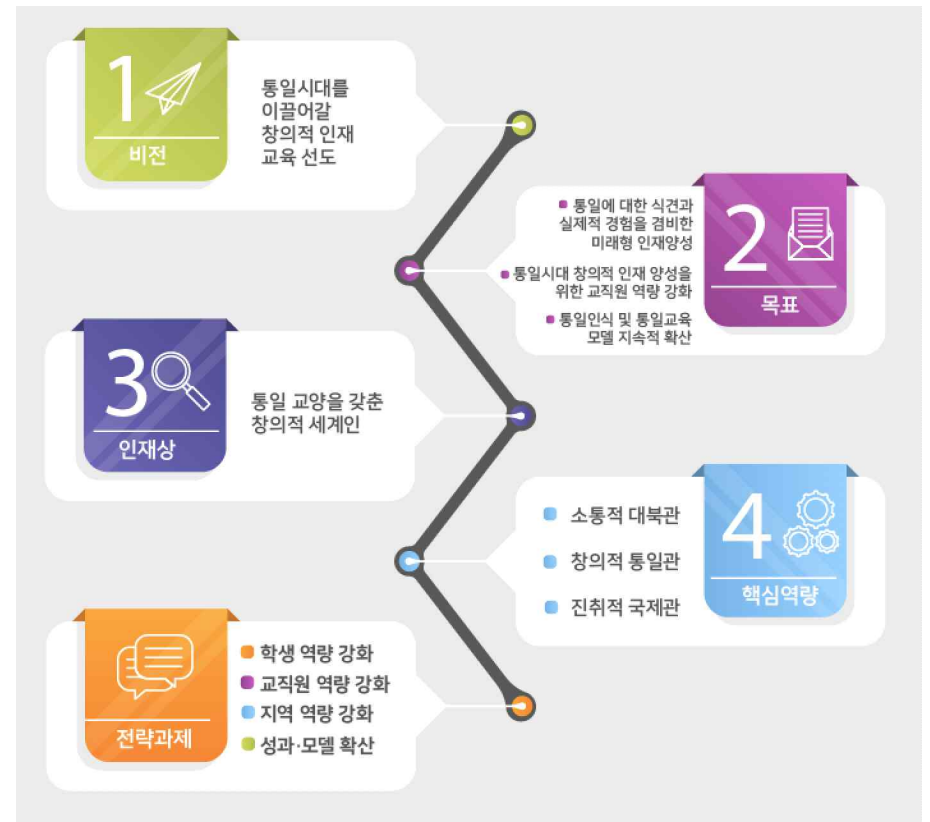 1
비전
통일시대를
이끌어갈
창의적 인재
교육 선도
2
목표
통일에 대한 식견과
실제적 경험을 겸비한
미래형 인재양성
통일시대 창의적 인재 양성을
위한 교직원 역량 강화
통일인식 및 통일교육
모델 지속적 확산
3
인재상
통일 교양을 갖춘
창의적 세계인
4
핵심역량
소통적 대북관
창의적 통일관
진취적 국제관
전략과제
학생 역량 강화
교직원 역량 강화
지역 역량 강화
성과·모델 확산